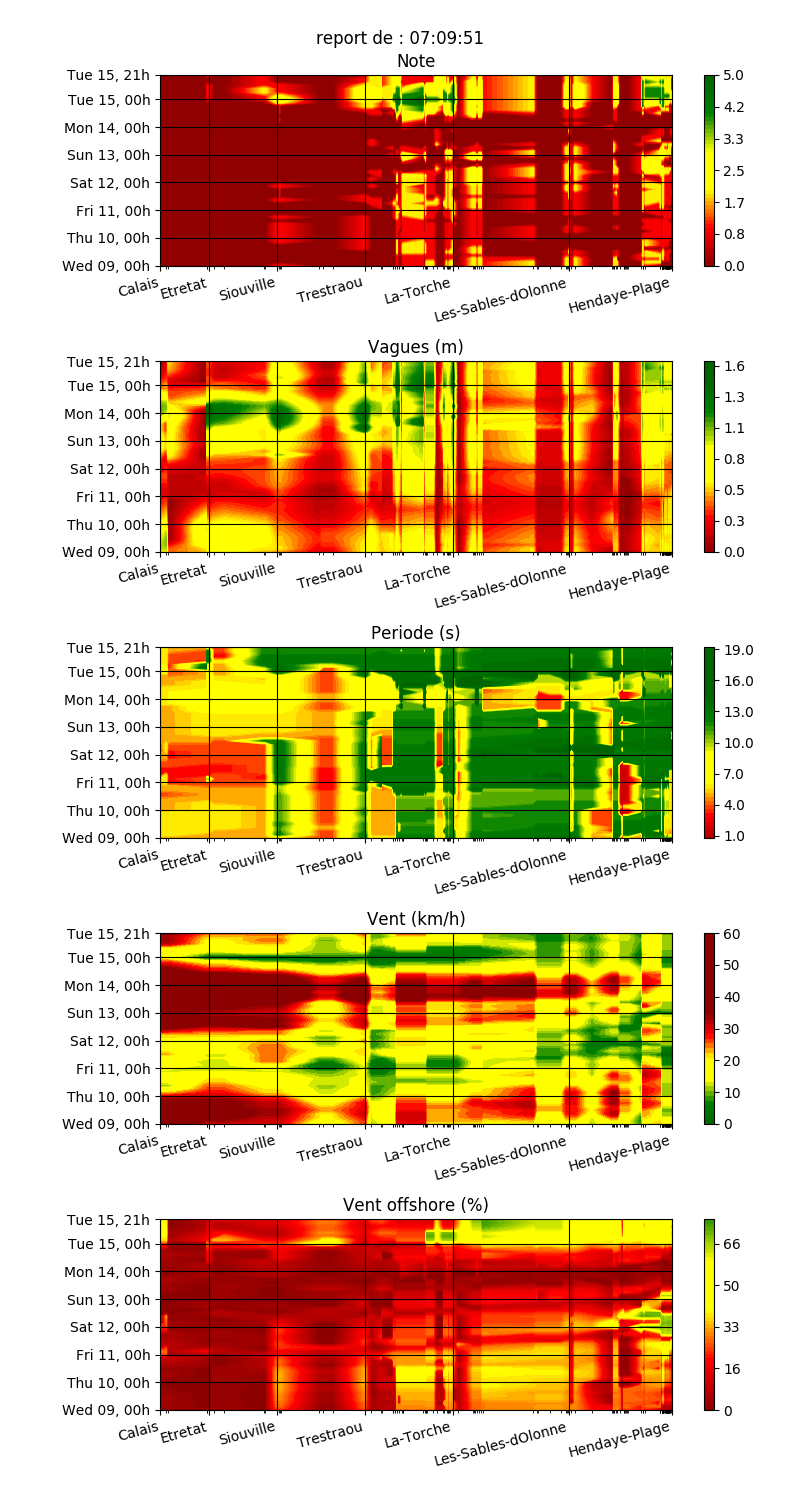 report de : 07:09:51
Note
Tue 15, 21h
Tue 15, 00h
Mon 14, 00h
Sun 13, 00h
Sat 12, 00h
Fri 11, 00h
Thu 10, 00h
Wed 09, 00h
5.0
4.2
3.3
2.5
1.7
0.8
0.0
Calais
Etretat
Siouville
Trestraou
La-Torche
Les-Sables-dOlonne
Hendaye-Plage
Vagues (m)
Tue 15, 21h
Tue 15, 00h
Mon 14, 00h
Sun 13, 00h
Sat 12, 00h
Fri 11, 00h
Thu 10, 00h
Wed 09, 00h
1.6
1.3
1.1
0.8
0.5
0.3
0.0
Calais
Etretat
Siouville
Trestraou
La-Torche
Les-Sables-dOlonne
Hendaye-Plage
Periode (s)
Tue 15, 21h
Tue 15, 00h
Mon 14, 00h
Sun 13, 00h
Sat 12, 00h
Fri 11, 00h
Thu 10, 00h
Wed 09, 00h
19.0
16.0
13.0
10.0
7.0
4.0
1.0
Calais
Etretat
Siouville
Trestraou
La-Torche
Les-Sables-dOlonne
Hendaye-Plage
Vent (km/h)
Tue 15, 21h
Tue 15, 00h
Mon 14, 00h
Sun 13, 00h
Sat 12, 00h
Fri 11, 00h
Thu 10, 00h
Wed 09, 00h
60
50
40
30
20
10
0
Calais
Etretat
Siouville
Trestraou
La-Torche
Les-Sables-dOlonne
Hendaye-Plage
Vent offshore (%)
Tue 15, 21h
Tue 15, 00h
Mon 14, 00h
Sun 13, 00h
Sat 12, 00h
Fri 11, 00h
Thu 10, 00h
Wed 09, 00h
66
50
33
16
0
Calais
Etretat
Siouville
Trestraou
La-Torche
Les-Sables-dOlonne
Hendaye-Plage